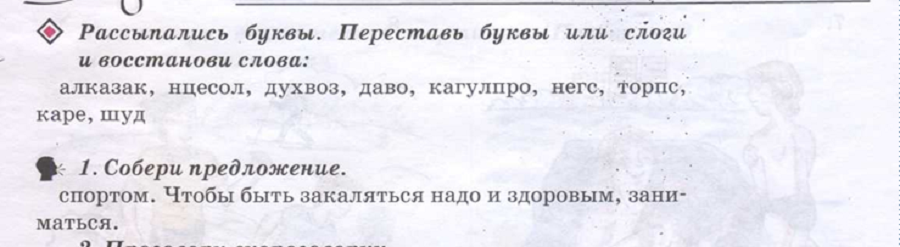 Рассыпались буквы. Переставь буквы или слоги
и восстанови слова:
алказак, нцесол, духвоз, даво, кагулпро, негс, торпс,
каре, шуд
1. Собери предложение.
спортом. Чтобы быть закаляться надо и здоровым, зани-
маться.